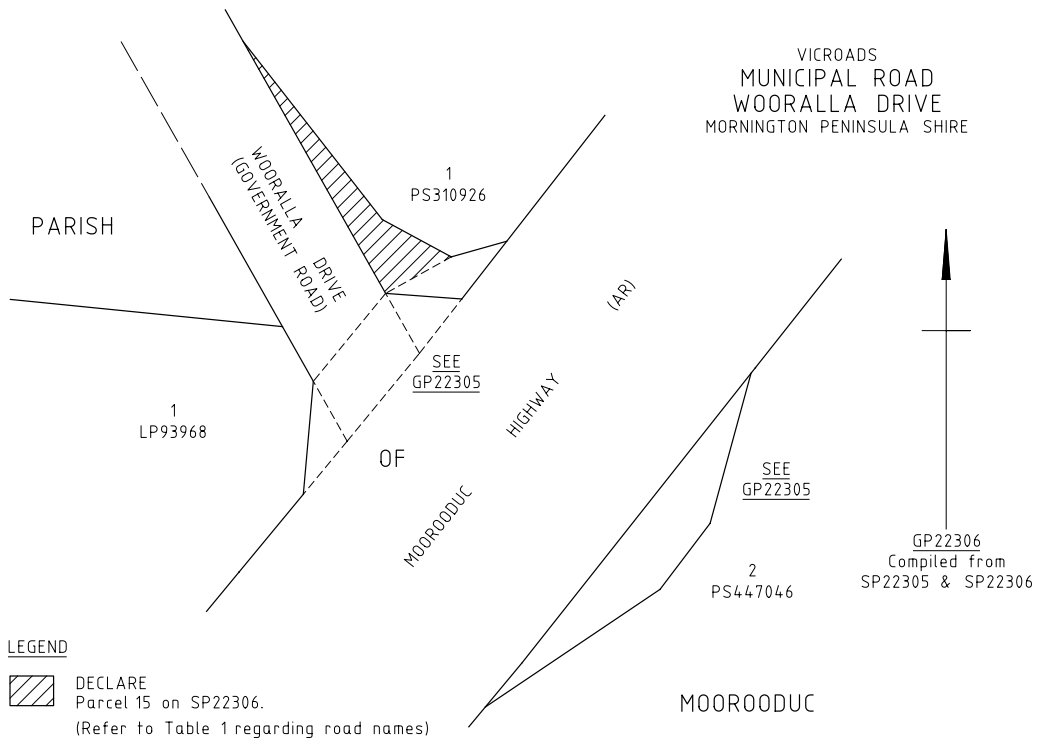 VICROADS
MUNICIPAL ROAD
WOORALLA DRIVE
MORNINGTON PENINSULA SHIRE
WOORALLA DRIVE
(GOVERNMENT ROAD)
1
PS310926
PARISH
(AR)
SEE
GP22305
HIGHWAY
1
LP93968
OF
MOOROODUC
SEE
GP22305
2
PS447046
GP22306
Compiled from
SP22305 & SP22306
LEGEND
DECLARE
Parcel 15 on SP22306.
(Refer to Table 1 regarding road names)
MOOROODUC